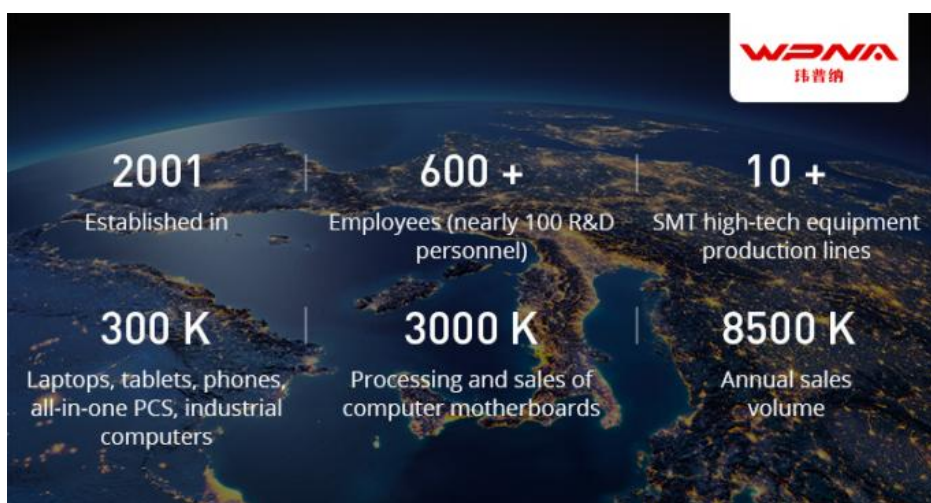 WPNA
玮普纳
2001
Established in
600 +
Employees (nearly 100 R&D
personnel)
10 +
SMT high-tech equipment
production lines
300 K
Laptops, tablets, phones,
all-in-one PCS, industrial
computers
3000 K
Processing and sales of
computer motherboards
8500 K
Annual sales
volume